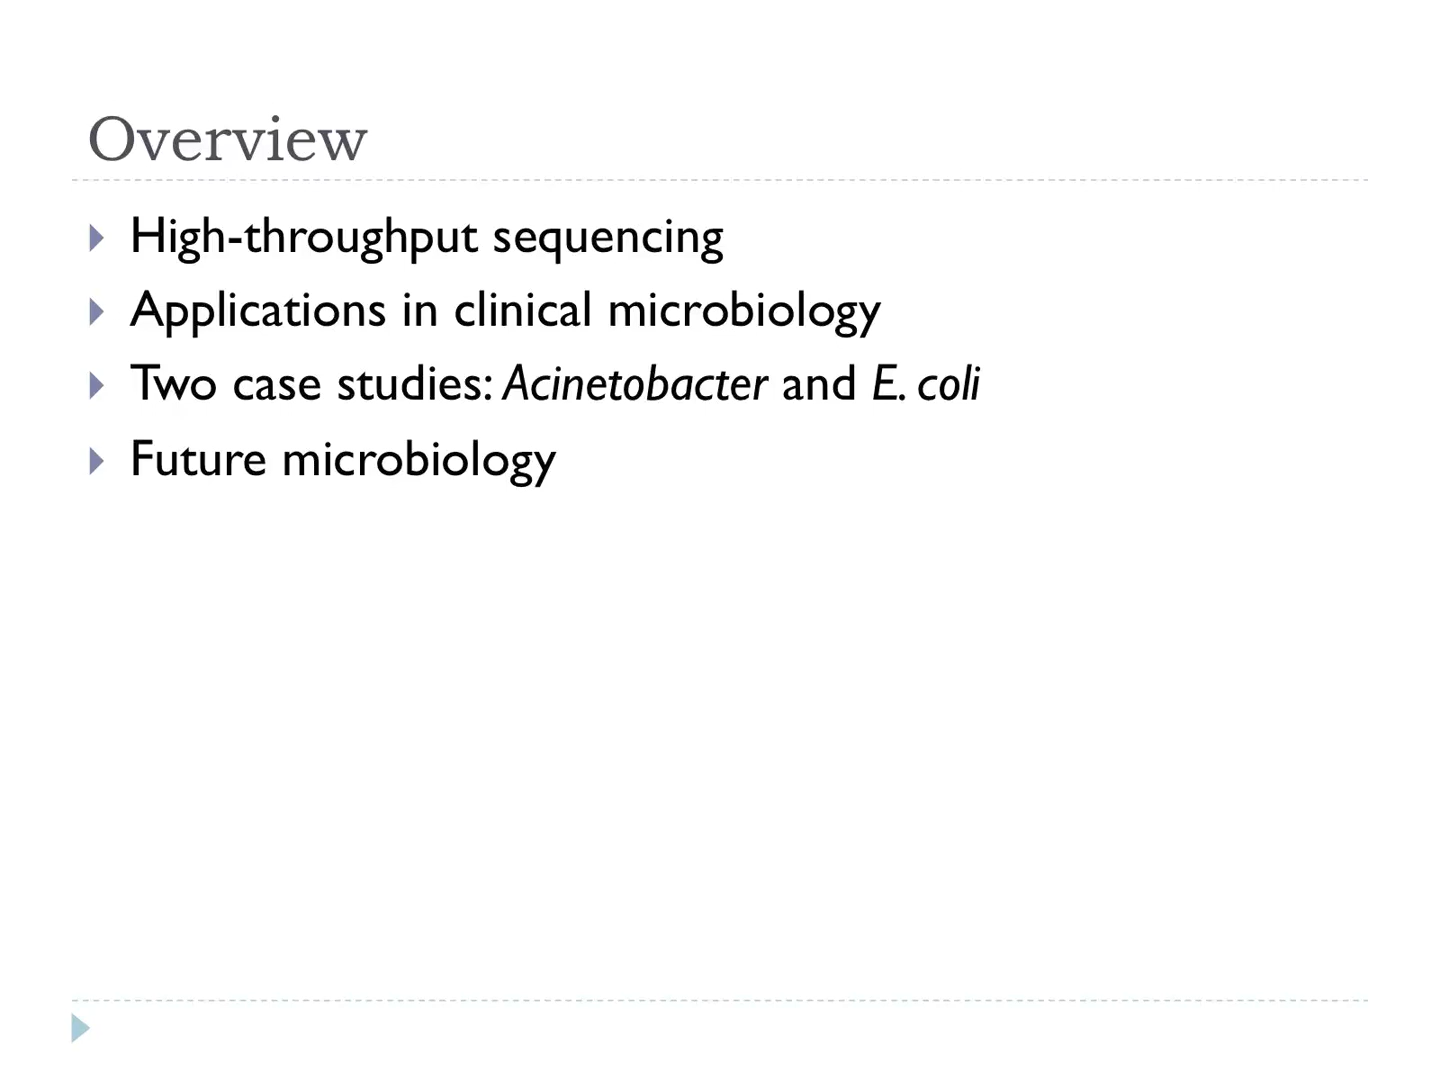 Overview
High-throughput sequencing
Applications in clinical microbiology
Two case studies: Acinetobacter and E. coli
Future microbiology